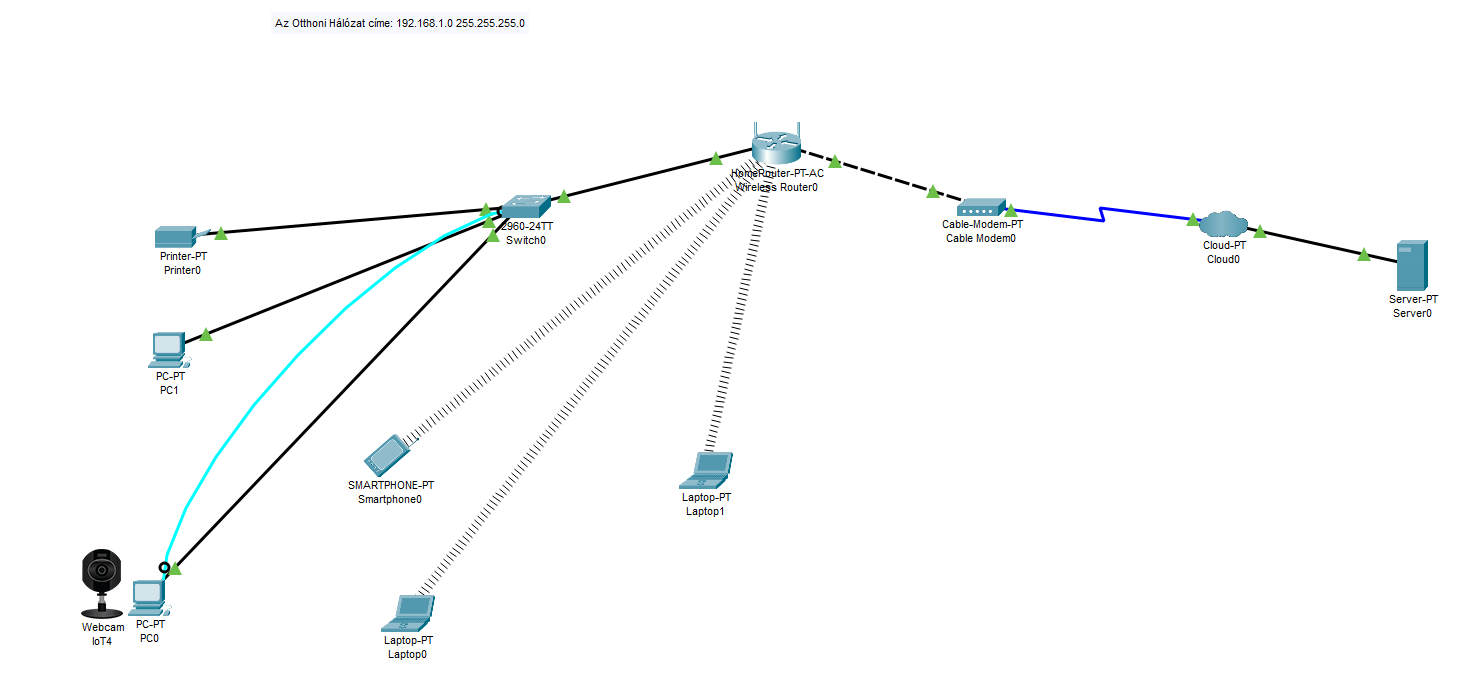 Az Otthoni Hálózat címe: 192.168.1.0 255.255.255.0
HomeRouter-PT-AC
Wireless Router0
2960-24TT
Switch0
Cable-Modem-PT
Cable Modem0
Cloud-PT
Cloud0
Printer-PT
Printer0
Server-PT
Server0
PC-PT
PC1
SMARTPHONE-PT
Smartphone0
Laptop-PT
Laptop1
Webcam
IoT4
PC-PT
PC0
Laptop-PT
Laptop0